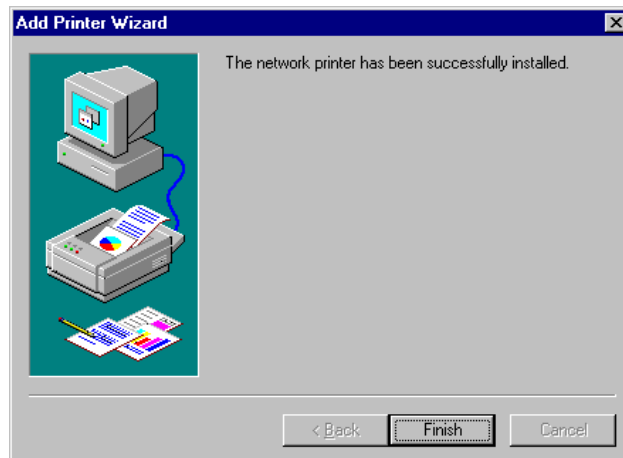 Add Printer Wizard
The network printer has been successfully installed.
< Back
Finish
Cancel